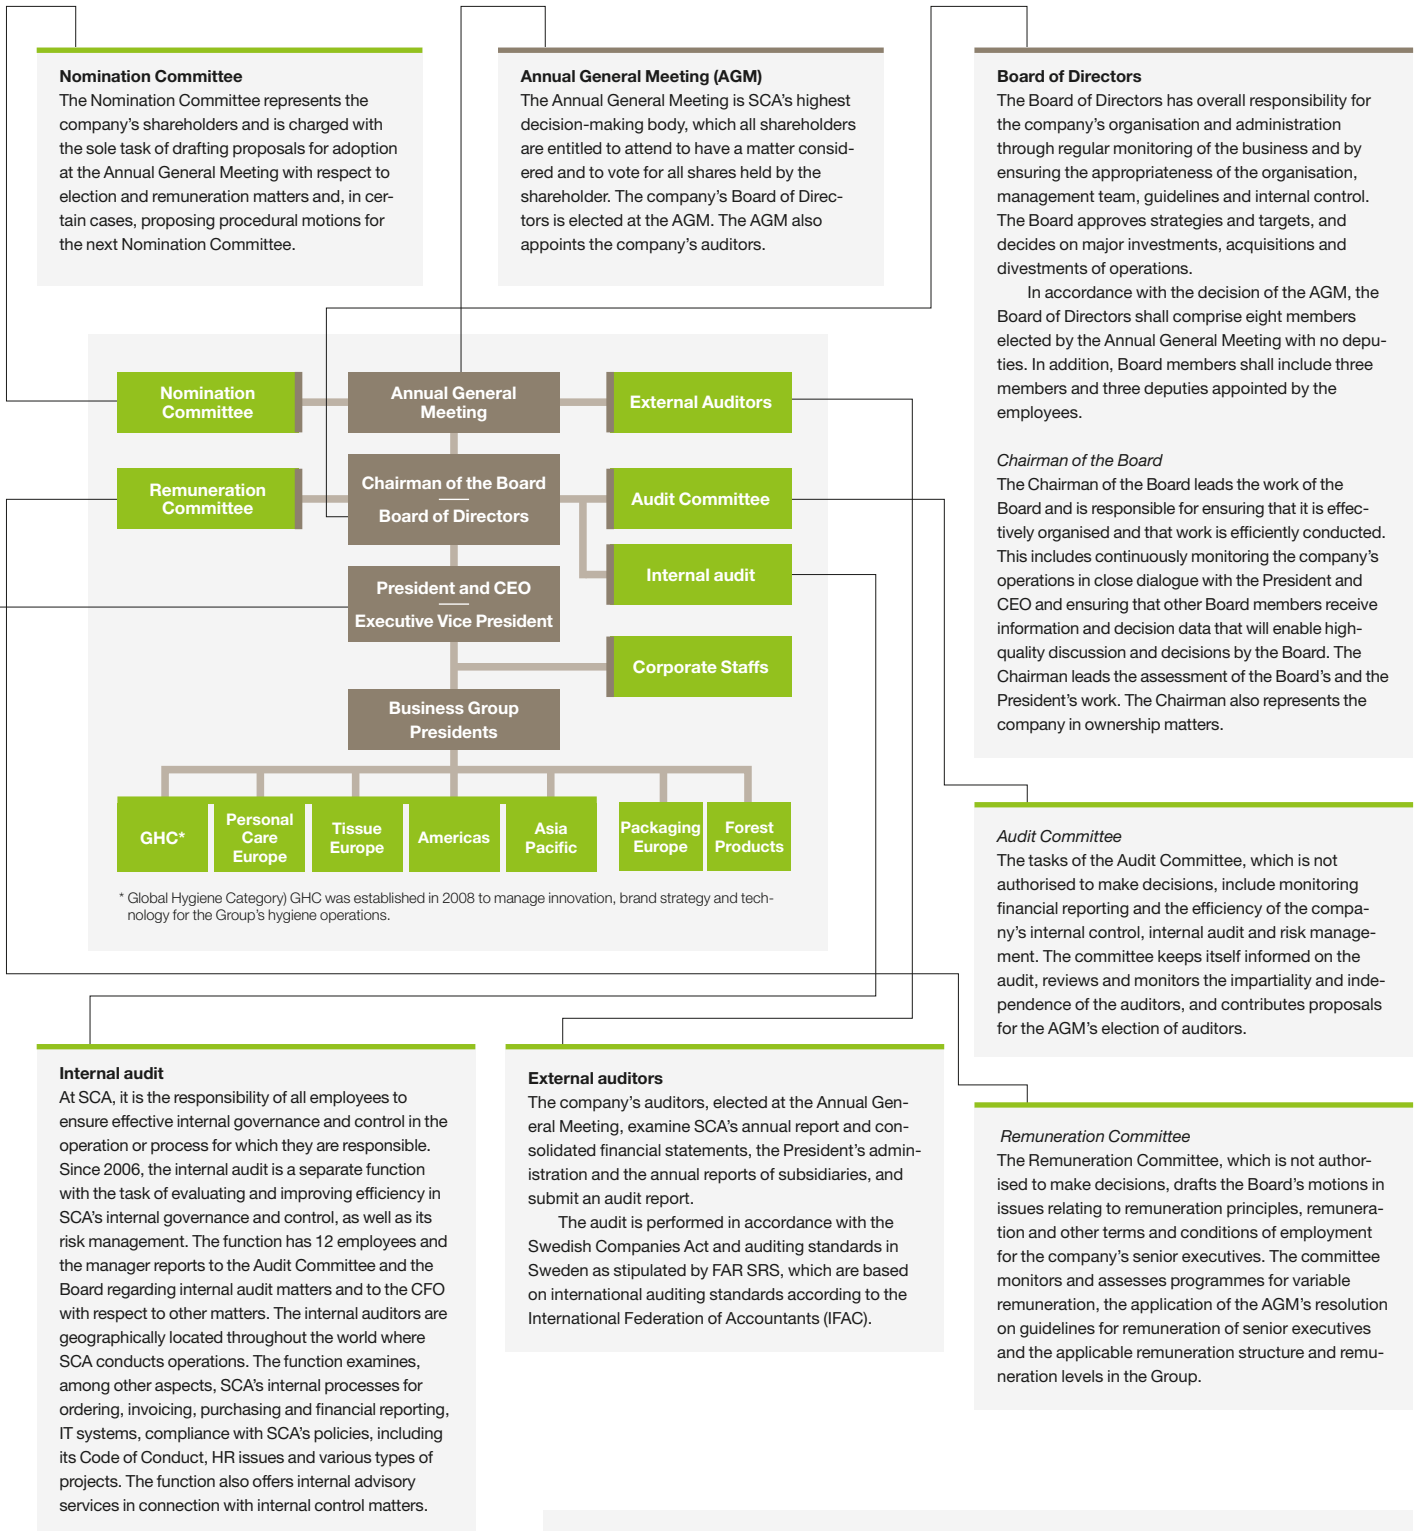 Nomination Committee
The Nomination Committee represents the
company's shareholders and is charged with
the sole task of drafting proposals for adoption
at the Annual General Meeting with respect to
election and remuneration matters and, in cer-
tain cases, proposing procedural motions for
the next Nomination Committee.
Annual General Meeting (AGM)
The Annual General Meeting is SCA's highest
decision-making body, which all shareholders
are entitled to attend to have a matter consid-
ered and to vote for all shares held by the
shareholder. The company's Board of Direc-
tors is elected at the AGM. The AGM also
appoints the company's auditors.
Board of Directors
The Board of Directors has overall responsibility for
the company's organisation and administration
through regular monitoring of the business and by
ensuring the appropriateness of the organisation,
management team, guidelines and internal control.
The Board approves strategies and targets, and
decides on major investments, acquisitions and
divestments of operations.
In accordance with the decision of the AGM, the
Board of Directors shall comprise eight members
elected by the Annual General Meeting with no depu-
ties. In addition, Board members shall include three
members and three deputies appointed by the
employees.
Chairman of the Board
The Chairman of the Board leads the work of the
Board and is responsible for ensuring that it is effec-
tively organised and that work is efficiently conducted.
This includes continuously monitoring the company's
operations in close dialogue with the President and
CEO and ensuring that other Board members receive
information and decision data that will enable high-
quality discussion and decisions by the Board. The
Chairman leads the assessment of the Board's and the
President's work. The Chairman also represents the
company in ownership matters.
Nomination
Committee
Annual General
Meeting
External Auditors
Remuneration
Committee
Chairman of the Board
Board of Directors
Audit Committee
Internal audit
President and CEO
Executive Vice President
Corporate Staffs
Business Group
Presidents
GHC*
Personal
Care
Europe
Tissue
Europe
Americas
Asia
Pacific
Packaging
Europe
Forest
Products
* Global Hygiene Category) GHC was established in 2008 to manage innovation, brand strategy and tech-
nology for the Group's hygiene operations.
Audit Committee
The tasks of the Audit Committee, which is not
authorised to make decisions, include monitoring
financial reporting and the efficiency of the compa-
ny's internal control, internal audit and risk manage-
ment. The committee keeps itself informed on the
audit, reviews and monitors the impartiality and inde-
pendence of the auditors, and contributes proposals
for the AGM's election of auditors.
Internal audit
At SCA, it is the responsibility of all employees to
ensure effective internal governance and control in the
operation or process for which they are responsible.
Since 2006, the internal audit is a separate function
with the task of evaluating and improving efficiency in
SCA's internal governance and control, as well as its
risk management. The function has 12 employees and
the manager reports to the Audit Committee and the
Board regarding internal audit matters and to the CFO
with respect to other matters. The internal auditors are
geographically located throughout the world where
SCA conducts operations. The function examines,
among other aspects, SCA's internal processes for
ordering, invoicing, purchasing and financial reporting,
IT systems, compliance with SCA's policies, including
its Code of Conduct, HR issues and various types of
projects. The function also offers internal advisory
services in connection with internal control matters.
External auditors
The company's auditors, elected at the Annual Gen-
eral Meeting, examine SCA's annual report and con-
solidated financial statements, the President's admin-
istration and the annual reports of subsidiaries, and
submit an audit report.
The audit is performed in accordance with the
Swedish Companies Act and auditing standards in
Sweden as stipulated by FAR SRS, which are based
on international auditing standards according to the
International Federation of Accountants (IFAC).
Remuneration Committee
The Remuneration Committee, which is not author-
ised to make decisions, drafts the Board's motions in
issues relating to remuneration principles, remunera-
tion and other terms and conditions of employment
for the company's senior executives. The committee
monitors and assesses programmes for variable
remuneration, the application of the AGM's resolution
on guidelines for remuneration of senior executives
and the applicable remuneration structure and remu-
neration levels in the Group.